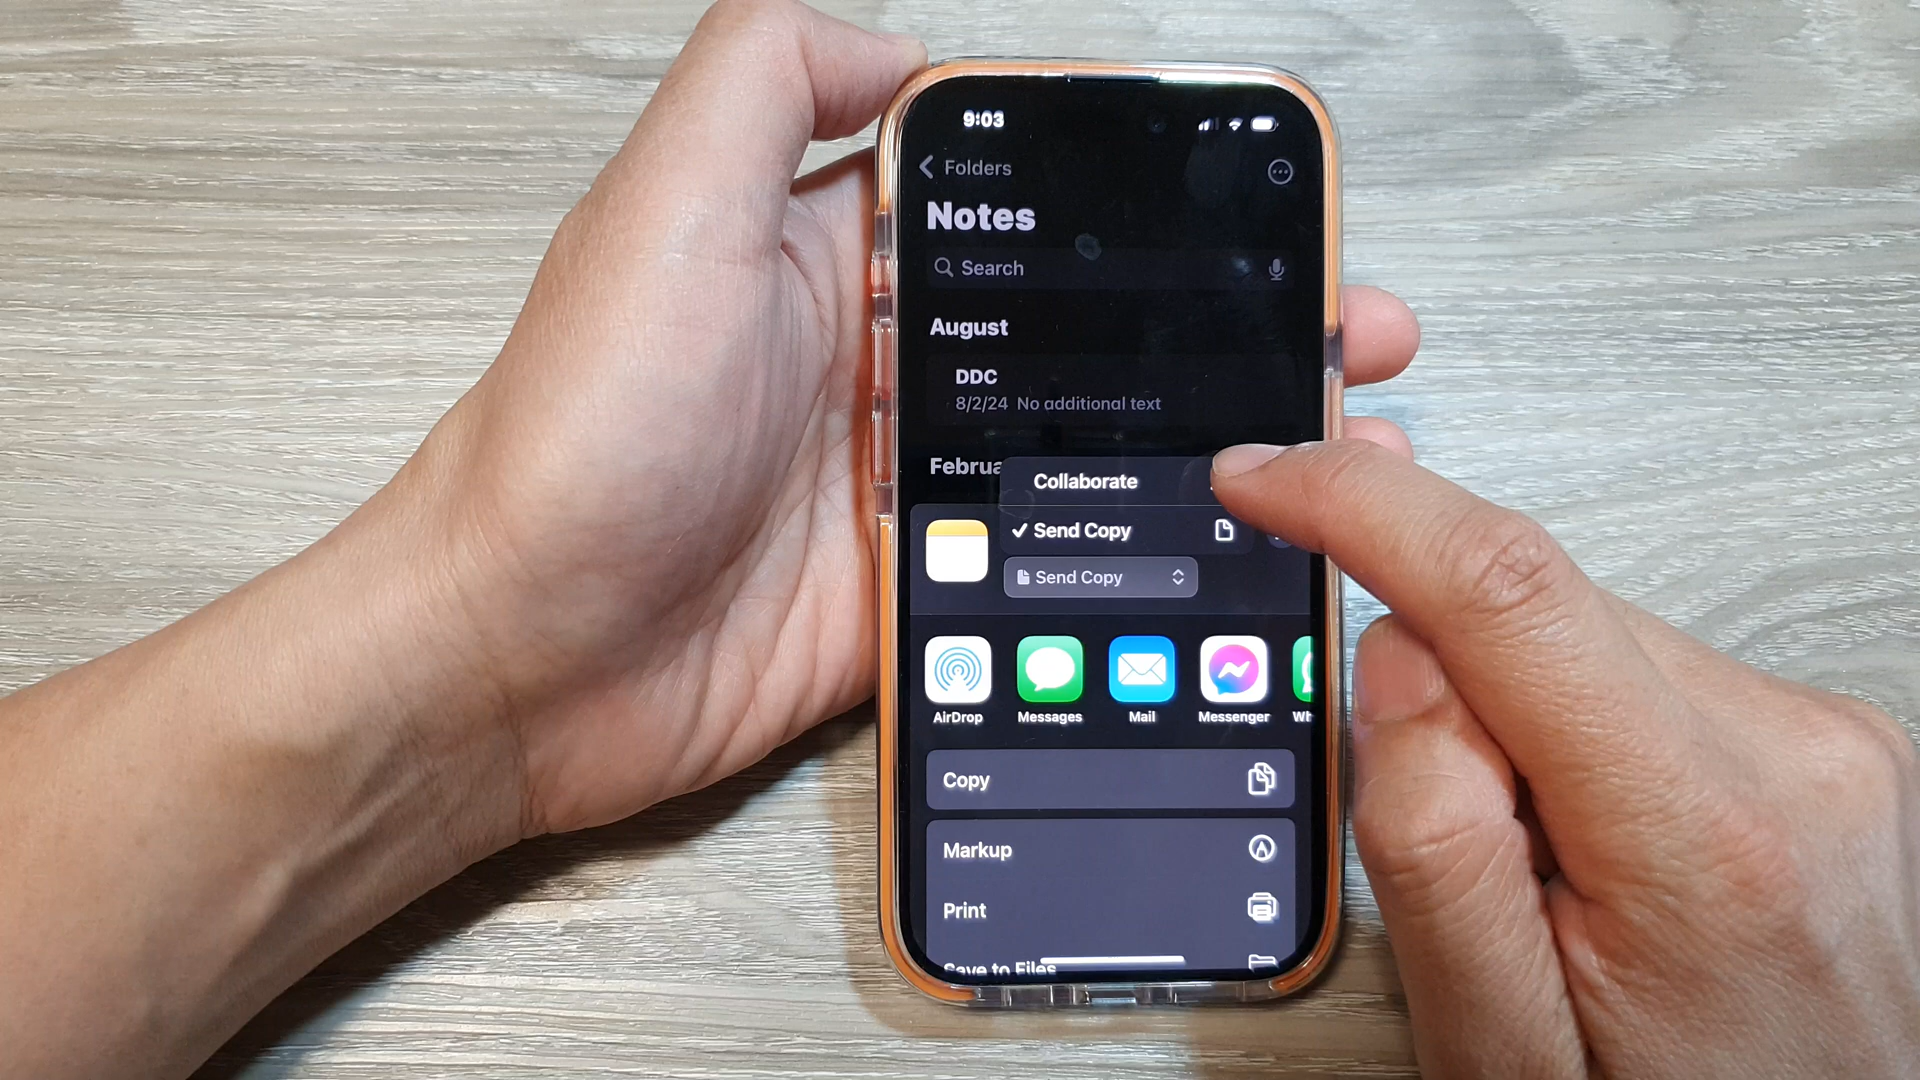 9:03
Folders
Notes
Search
August
DDC
8/2/24 No additional text
Februa
Collaborate
Send Copy
Send Copy
AirDrop Messages Mail Messenger Wh
Copy
Markup
Print
Save to Files